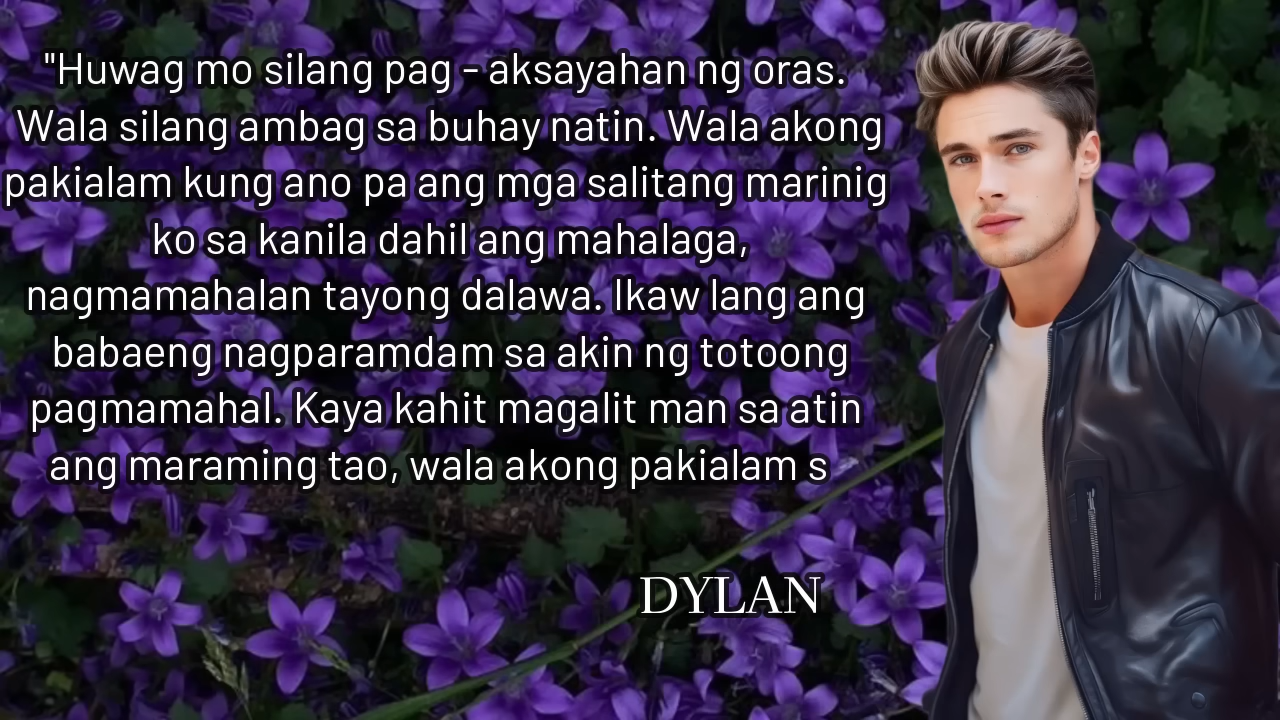 "Huwag mo silang pag - aksayahan ng oras.
Wala silang ambag sa buhay natin. Wala akong
pakialam kung ano pa ang mga salitang marinig
ko sa kanila dahil ang mahalaga,
nagmamahalan tayong dalawa. Ikaw lang ang
babaeng nagparamdam sa akin ng totoong
pagmamahal. Kaya kahit magalit man sa atin
ang maraming tao, wala akong pakialam s
DYLAN